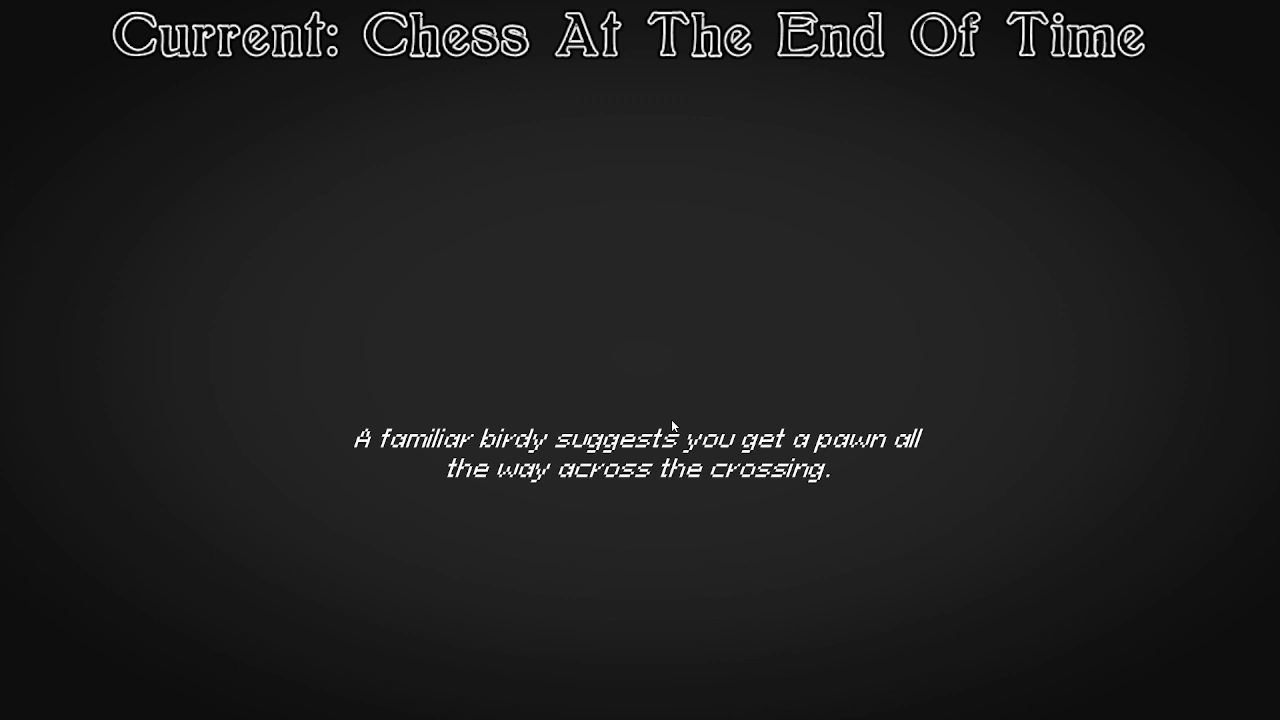 Current: Chess At The End Of Time
A familiar birdy suggests you get a pawn all
the way across the crossing.